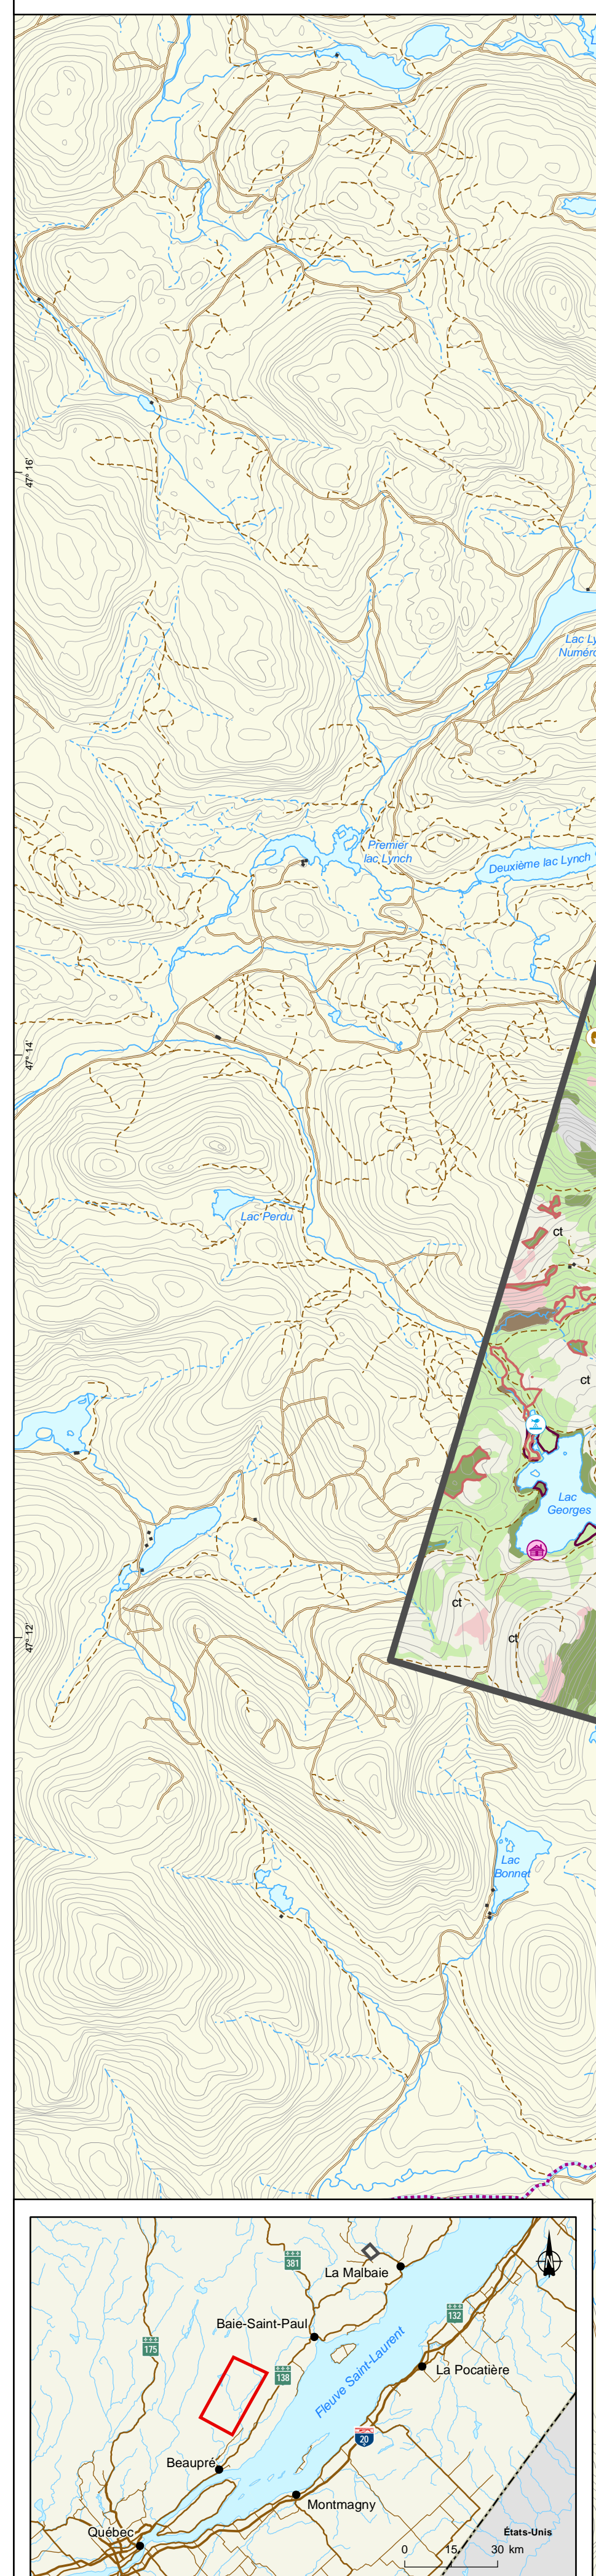 47° 16'
Lac Ly
Numéro
Premier
lac Lynch
Deuxième lac Lynch
47° 14'
Lac Perdu
ct
ct
Lac
Georges
47° 12'
ct
ct
Lac
Bonnet
381
La Malbaie
132
Baie-Saint-Paul
175
138
Fleuve Saint-Laurent
La Pocatière
20
Beaupré
Montmagny
Québec
États-Unis
0 15 30 km